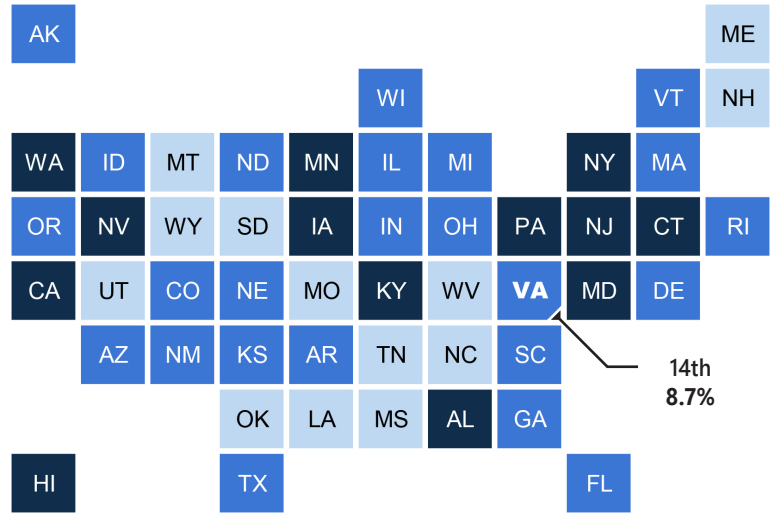 AK ME
WI VT NH
WA ID MT ND MN IL MI NY MA
OR NV WY SD IA IN OH PA NJ CT RI
CA UT CO NE MO KY WV VA MD DE
AZ NM KS AR TN NC SC
14th
8.7%
OK LA MS AL GA
HI TX FL